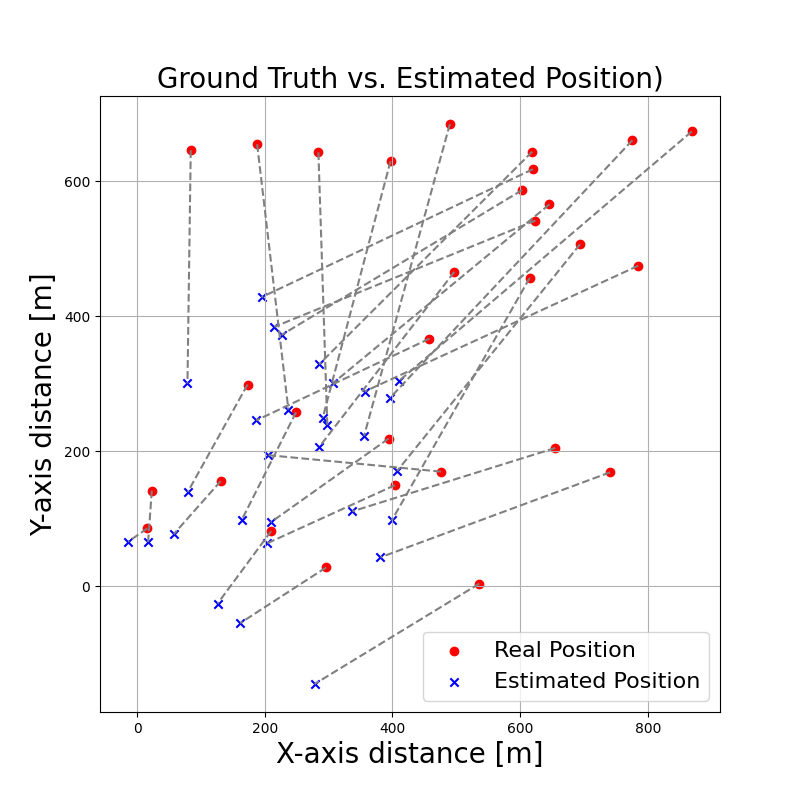 Ground Truth vs. Estimated Position)
Y-axis distance [m]
600
400
200
0
0 200 400 600 800
X-axis distance [m]
Real Position
Estimated Position